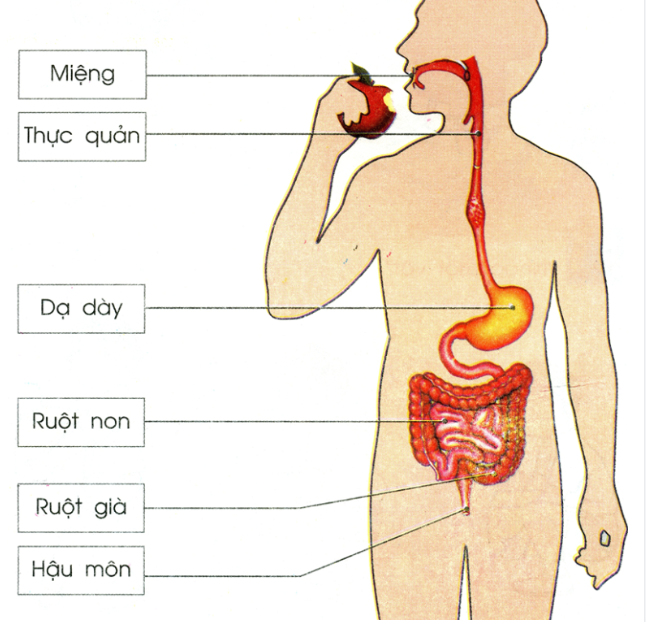 Miệng
Thực quản
Dạ dày
Ruột non
Ruột già
Hậu môn